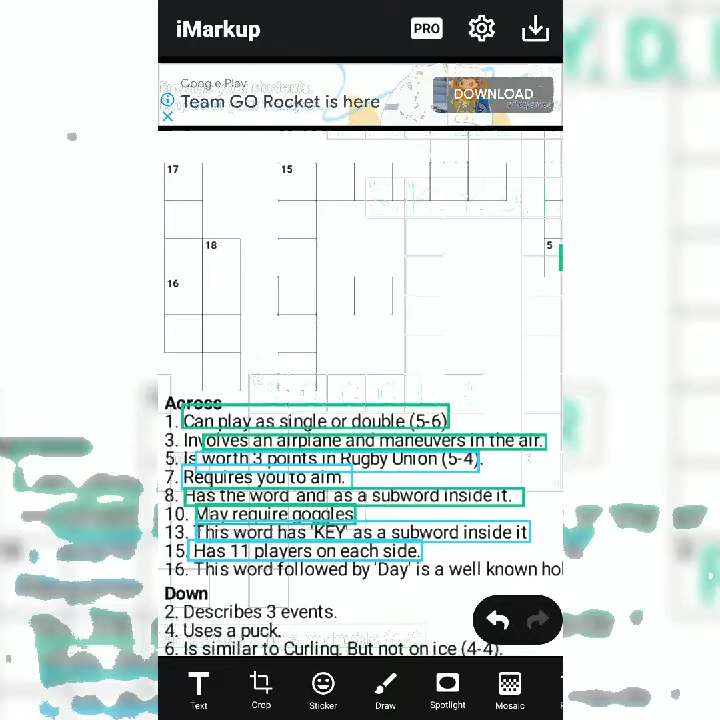 iMarkup
PRO
Google Play
Team GO Rocket is here
DOWNLOAD
17
15
18
5
16
Across
1. Can play as single or double (5-6)
3. Involves an airplane and maneuvers in the air.
5. Is worth 3 points in Rugby Union (5-4).
7. Requires you to aim.
8. Has the word and as a subword inside it.
10. May require goggles
13. This word has 'KEY' as a subword inside it
15. Has 11 players on each side.
16. This word followed by 'Day' is a well known hol
Down
2. Describes 3 events.
4. Uses a puck.
6. Is similar to Curling. But not on ice (4-4).
Text
Crop
Sticker
Draw
Spotlight
Mosaic